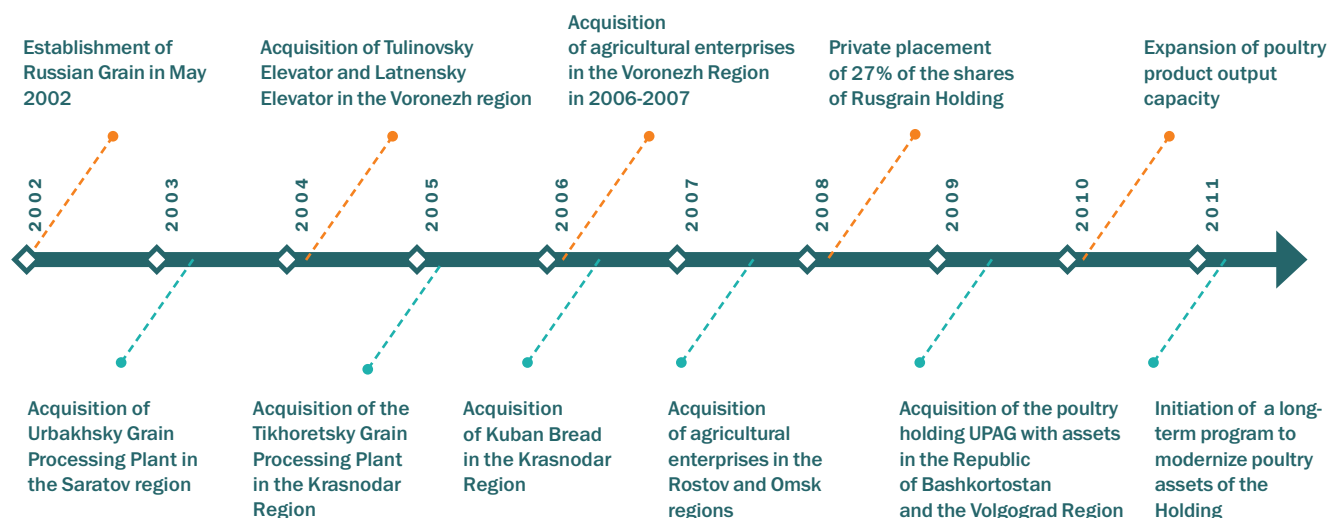 Establishment of
Russian Grain in May
2002
Acquisition of Tulinovsky
Elevator and Latnensky
Elevator in the Voronezh region
Acquisition
of agricultural enterprises
in the Voronezh Region
in 2006-2007
Private placement
of 27% of the shares
of Rusgrain Holding
Expansion of poultry
product output
capacity
2002
2003
2004
2005
2006
2007
2008
2009
2010
2011
Acquisition of
Urbakhsky Grain
Processing Plant in
the Saratov region
Acquisition of the
Tikhoretsky Grain
Processing Plant
in the Krasnodar
Region
Acquisition
of Kuban Bread
in the Krasnodar
Region
Acquisition
of agricultural
enterprises in the
Rostov and Omsk
regions
Acquisition of the poultry
holding UPAG with assets
in the Republic
of Bashkortostan
and the Volgograd Region
Initiation of a long-
term program to
modernize poultry
assets of the
Holding